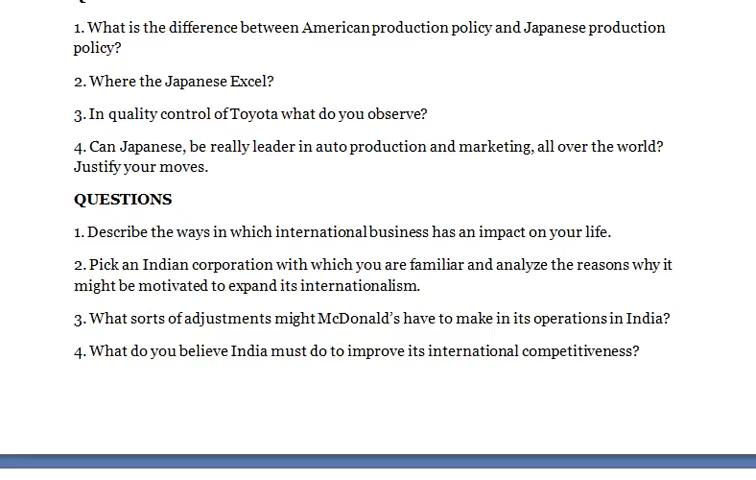 1. What is the difference between American production policy and Japanese production
policy?
2. Where the Japanese Excel?
3. In quality control of Toyota what do you observe?
4. Can Japanese, be really leader in auto production and marketing, all over the world?
Justify your moves.
QUESTIONS
1. Describe the ways in which international business has an impact on your life.
2. Pick an Indian corporation with which you are familiar and analyze the reasons why it
might be motivated to expand its internationalism.
3. What sorts of adjustments might McDonald's have to make in its operations in India?
4. What do you believe India must do to improve its international competitiveness?